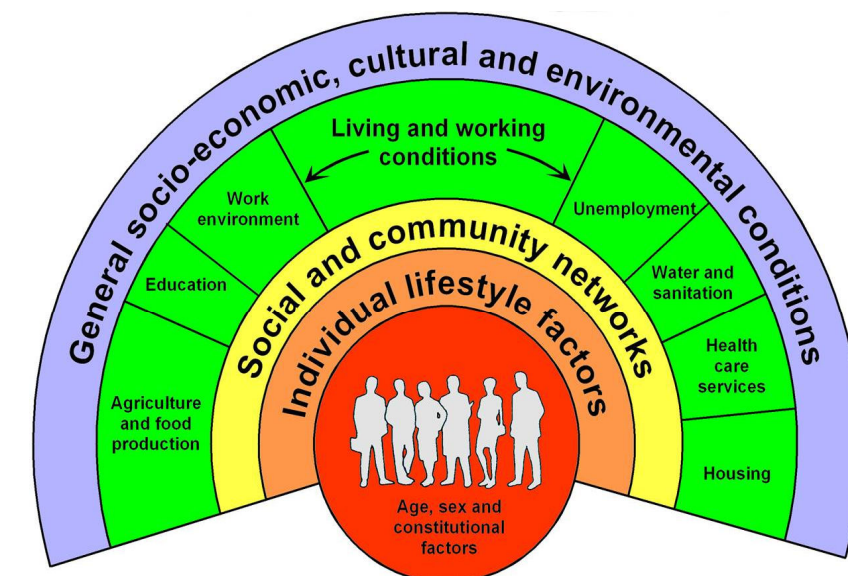 General socio-economic, cultural and environmental conditions
Living and working
conditions
Work
environment
Education
Agriculture
and food
production
Unemployment
Water and
sanitation
Health
care
services
Housing
Social and community networks
Individual lifestyle factors
Age, sex and
constitutional
factors